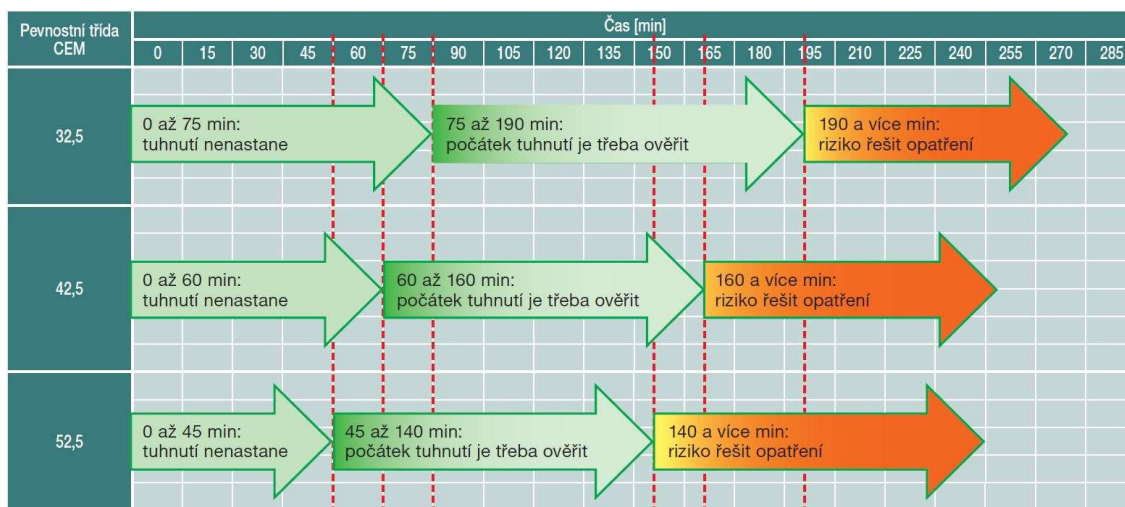 Pevnostní třída
CEM
Čas [min]
0 15 30 45 60 75 90 105 120 135 150 165 180 195 210 225 240 255 270 285
32,5
0 až 75 min:
tuhnutí nenastane
75 až 190 min:
počátek tuhnutí je třeba ověřit
190 a více min:
riziko řešit opatření
42,5
0 až 60 min:
tuhnutí nenastane
60 až 160 min:
počátek tuhnutí je třeba ověřit
160 a více min:
riziko řešit opatření
52,5
0 až 45 min:
tuhnutí nenastane
45 až 140 min:
počátek tuhnutí je třeba ověřit
140 a více min:
riziko řešit opatření